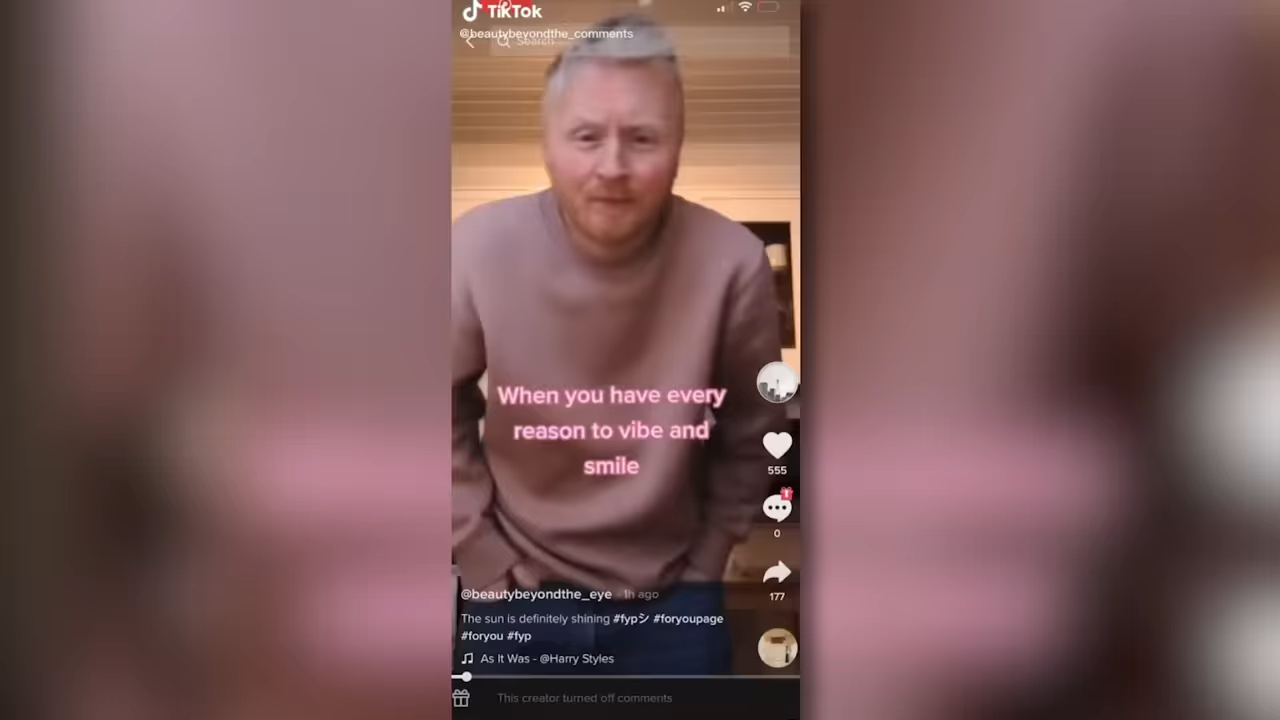 TikTok
@beautybeyondthe_comments
Search
When you have every
reason to vibe and
smile
555
0
177
@beautybeyondthe_eye · 1h ago
The sun is definitely shining #fypシ #foryoupage
#foryou #fyp
As It Was - @Harry Styles
This creator turned off comments